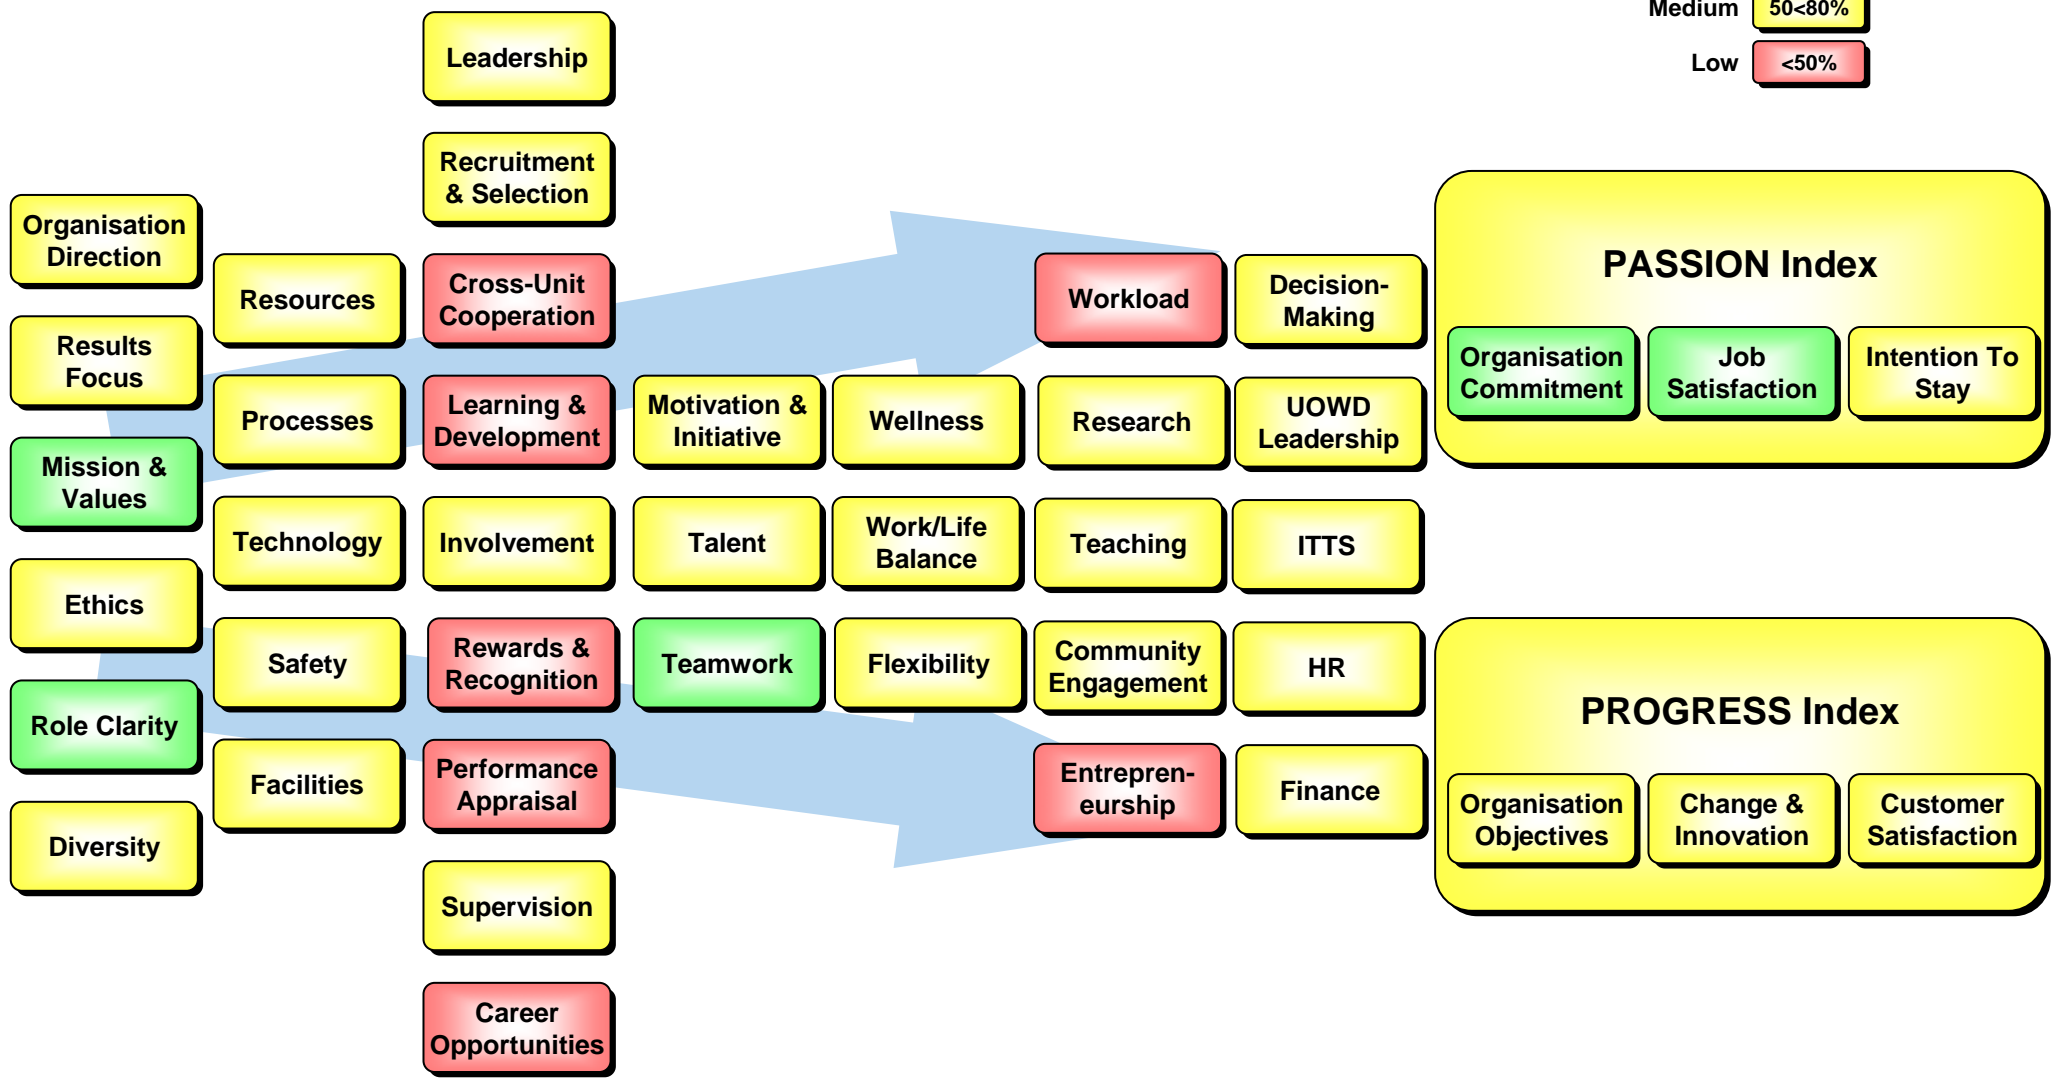 Medium 50<80%
Low <50%
Leadership
Recruitment
& Selection
Cross-Unit
Cooperation
Learning &
Development
Involvement
Rewards &
Recognition
Performance
Appraisal
Supervision
Career
Opportunities
Organisation
Direction
Results
Focus
Mission &
Values
Ethics
Role Clarity
Diversity
Resources
Processes
Technology
Safety
Facilities
Motivation &
Initiative
Talent
Teamwork
Wellness
Work/Life
Balance
Flexibility
Workload
Research
Teaching
Community
Engagement
Entrepren-
eurship
Decision-
Making
UOWD
Leadership
ITTS
HR
Finance
PASSION Index
Organisation
Commitment
Job
Satisfaction
Intention To
Stay
PROGRESS Index
Organisation
Objectives
Change &
Innovation
Customer
Satisfaction